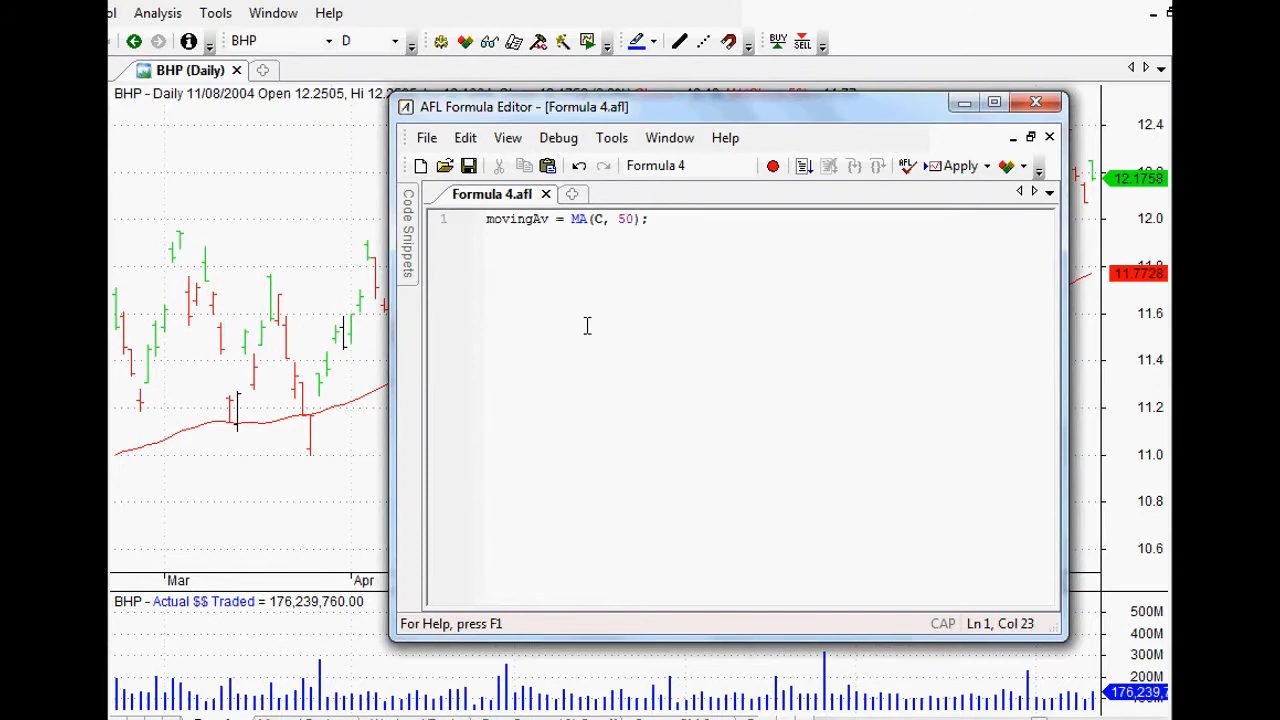 ol Analysis Tools Window Help
BHP D BUY SELL
BHP (Daily)
BHP - Daily 11/08/2004 Open 12.2505, Hi 12.
AFL Formula Editor - [Formula 4.afl]
File Edit View Debug Tools Window Help
Formula 4 AFL Apply
Formula 4.afl
Code Snippets
1 movingAv = MA(C, 50);
For Help, press F1 CAP Ln 1, Col 23
12.4
12.1758
12.0
11.7728
11.6
11.4
11.2
11.0
10.8
10.6
Mar Apr
BHP - Actual $$ Traded = 176,239,760.00
500M
400M
300M
200M
176,239,7